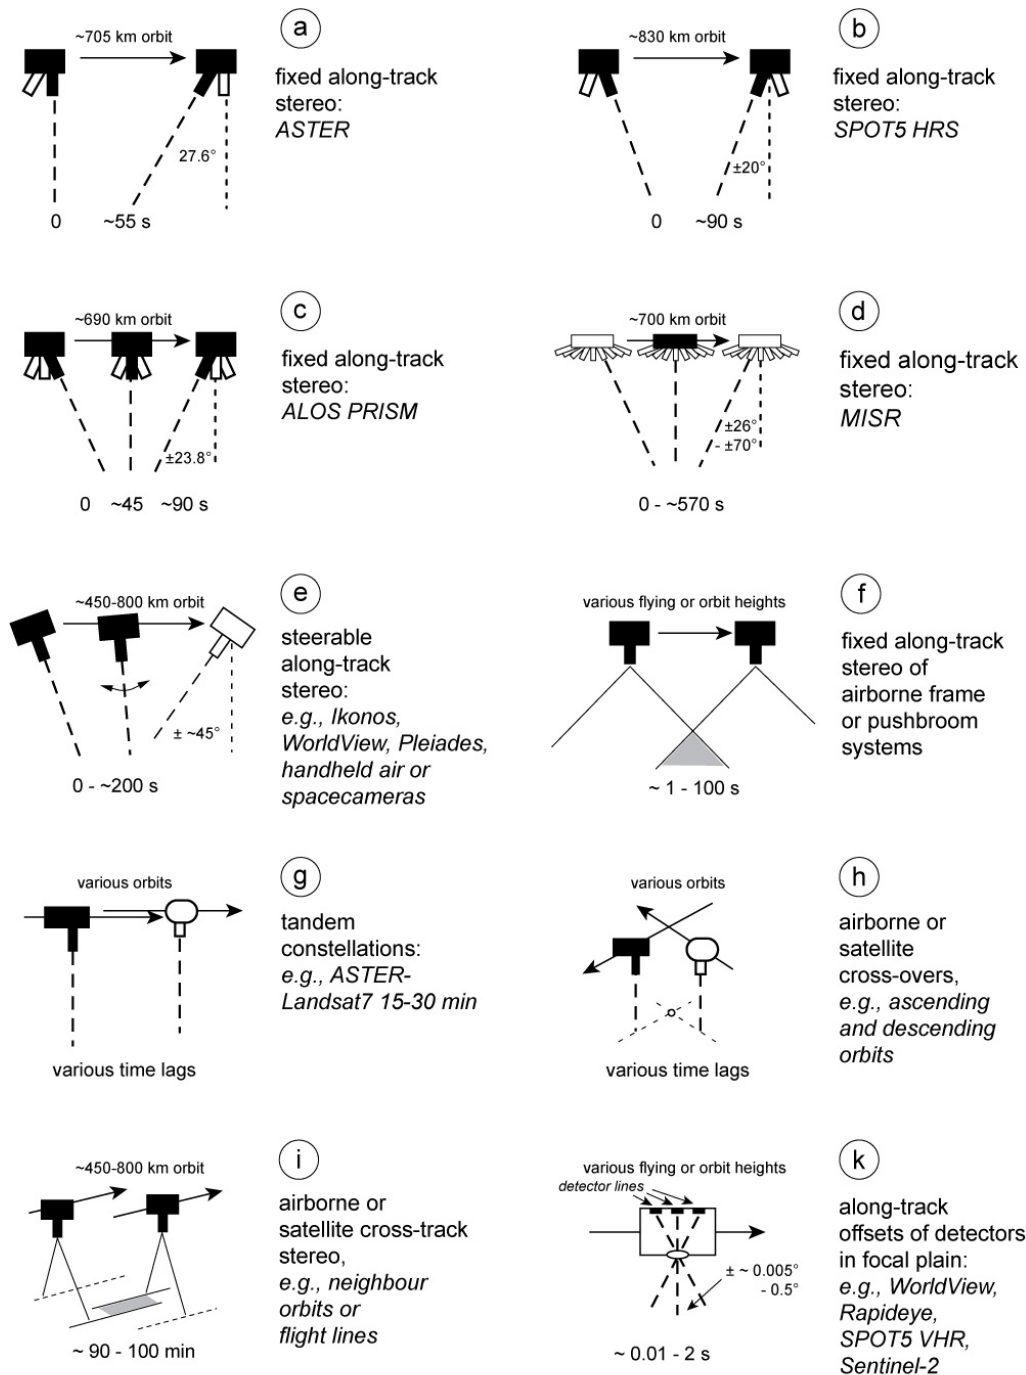 a
~705 km orbit
fixed along-track
stereo:
ASTER
27.6°
0 ~55 s
b
~830 km orbit
fixed along-track
stereo:
SPOT5 HRS
±20°
0 ~90 s
c
~690 km orbit
fixed along-track
stereo:
ALOS PRISM
±23.8°
0 ~45 ~90 s
d
~700 km orbit
fixed along-track
stereo:
MISR
±26°
- ±70°
0 - ~570 s
e
~450-800 km orbit
steerable
along-track
stereo:
e.g., Ikonos,
WorldView, Pleiades,
handheld air or
spacecameras
± ~45°
0 - ~200 s
f
various flying or orbit heights
fixed along-track
stereo of
airborne frame
or pushbroom
systems
~ 1 - 100 s
g
various orbits
tandem
constellations:
e.g., ASTER-
Landsat7 15-30 min
various time lags
h
various orbits
airborne or
satellite
cross-overs,
e.g., ascending
and descending
orbits
various time lags
i
~450-800 km orbit
airborne or
satellite cross-track
stereo,
e.g., neighbour
orbits or
flight lines
~ 90 - 100 min
k
various flying or orbit heights
detector lines
along-track
offsets of detectors
in focal plain:
e.g., WorldView,
Rapideye,
SPOT5 VHR,
Sentinel-2
± ~ 0.005°
- 0.5°
~ 0.01 - 2 s